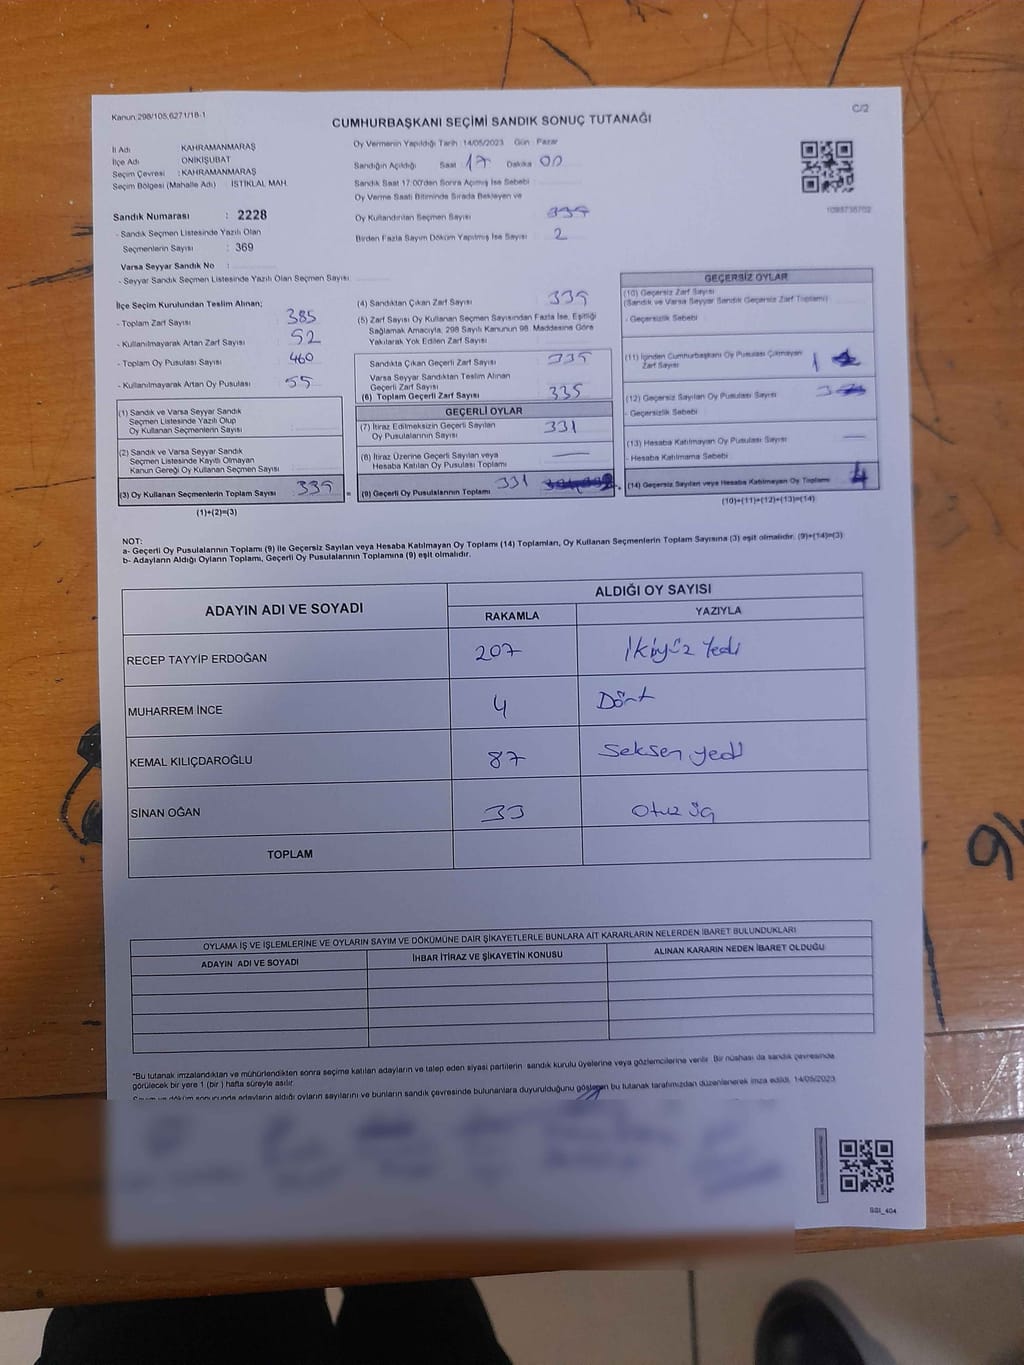 Kanun:298/105;6271/18-1
C/2
CUMHURBAŞKANI SEÇİMİ SANDIK SONUÇ TUTANAĞI
İl Adı : KAHRAMANMARAŞ
İlçe Adı : ONİKİŞUBAT
Seçim Çevresi : KAHRAMANMARAŞ
Seçim Bölgesi (Mahalle Adı) : İSTİKLAL MAH.
Oy Vermenin Yapıldığı Tarih :14/05/2023 Gün : Pazar
Sandığın Açıldığı Saat 17 Dakika 00
Sandık Saat 17:00'den Sonra Açılmış İse Sebebi
Oy Verme Saati Bitiminde Sırada Bekleyen ve
Oy Kullandırılan Seçmen Sayısı
Birden Fazla Sayım Döküm Yapılmış İse Sayısı 2
Sandık Numarası : 2228
- Sandık Seçmen Listesinde Yazılı Olan
Seçmenlerin Sayısı : 369
Varsa Seyyar Sandık No :
- Seyyar Sandık Seçmen Listesinde Yazılı Olan Seçmen Sayısı
İlçe Seçim Kurulundan Teslim Alınan;
- Toplam Zarf Sayısı 385
- Kullanılmayarak Artan Zarf Sayısı 52
- Toplam Oy Pusulası Sayısı 460
- Kullanılmayarak Artan Oy Pusulası 55
(1) Sandık ve Varsa Seyyar Sandık
Seçmen Listesinde Yazılı Olup
Oy Kullanan Seçmenlerin Sayısı
(2) Sandık ve Varsa Seyyar Sandık
Seçmen Listesinde Kayıtlı Olmayan
Kanun Gereği Oy Kullanan Seçmen Sayısı
(3) Oy Kullanan Seçmenlerin Toplam Sayısı 335 =
(1)+(2)=(3)
(4) Sandıktan Çıkan Zarf Sayısı 335
(5) Zarf Sayısı Oy Kullanan Seçmen Sayısından Fazla İse, Eşitliği
Sağlamak Amacıyla, 298 Sayılı Kanunun 98. Maddesine Göre
Yakılarak Yok Edilen Zarf Sayısı
Sandıkta Çıkan Geçerli Zarf Sayısı 335
Varsa Seyyar Sandıktan Teslim Alınan
Geçerli Zarf Sayısı
(6) Toplam Geçerli Zarf Sayısı 335
GEÇERLİ OYLAR
(7) İtiraz Edilmeksizin Geçerli Sayılan
Oy Pusulalarının Sayısı 331
(8) İtiraz Üzerine Geçerli Sayılan veya
Hesaba Katılan Oy Pusulası Toplamı —
(9) Geçerli Oy Pusulalarının Toplamı 331
GEÇERSİZ OYLAR
(10) Geçersiz Zarf Sayısı
(Sandık ve Varsa Seyyar Sandık Geçersiz Zarf Toplamı)
- Geçersizlik Sebebi
(11) İçinden Cumhurbaşkanı Oy Pusulası Çıkmayan
Zarf Sayısı 1
(12) Geçersiz Sayılan Oy Pusulası Sayısı 3
- Geçersizlik Sebebi
(13) Hesaba Katılmayan Oy Pusulası Sayısı —
- Hesaba Katılmama Sebebi
(14) Geçersiz Sayılan veya Hesaba Katılmayan Oy Toplamı 4
(10)+(11)+(12)+(13)=(14)
NOT:
a- Geçerli Oy Pusulalarının Toplamı (9) ile Geçersiz Sayılan veya Hesaba Katılmayan Oy Toplamı (14) Toplamları, Oy Kullanan Seçmenlerin Toplam Sayısına (3) eşit olmalıdır. (9)+(14)=(3)
b- Adayların Aldığı Oyların Toplamı, Geçerli Oy Pusulalarının Toplamına (9) eşit olmalıdır.
ADAYIN ADI VE SOYADI
ALDIĞI OY SAYISI
RAKAMLA YAZIYLA
RECEP TAYYİP ERDOĞAN 207 İkiyüz Yedi
MUHARREM İNCE 4 Dört
KEMAL KILIÇDAROĞLU 87 Seksen yedi
SİNAN OĞAN 33 Otuz üç
TOPLAM
OYLAMA İŞ VE İŞLEMLERİNE VE OYLARIN SAYIM VE DÖKÜMÜNE DAİR ŞİKAYETLERLE BUNLARA AİT KARARLARIN NELERDEN İBARET BULUNDUKLARI
ADAYIN ADI VE SOYADI İHBAR İTİRAZ VE ŞİKAYETİN KONUSU ALINAN KARARIN NEDEN İBARET OLDUĞU
*Bu tutanak imzalandıktan ve mühürlendikten sonra seçime katılan adayların ve talep eden siyasi partilerin sandık kurulu üyelerine veya gözlemcilerine verilir. Bir nüshası da sandık çevresinde
görülecek bir yere 1 (bir) hafta süreyle asılır.
Sayım ve döküm sonucunda adayların aldığı oyların sayılarını ve bunların sandık çevresinde bulunanlara duyurulduğunu gösteren bu tutanak tarafımızdan düzenlenerek imza edildi. 14/05/2023
SSI_404